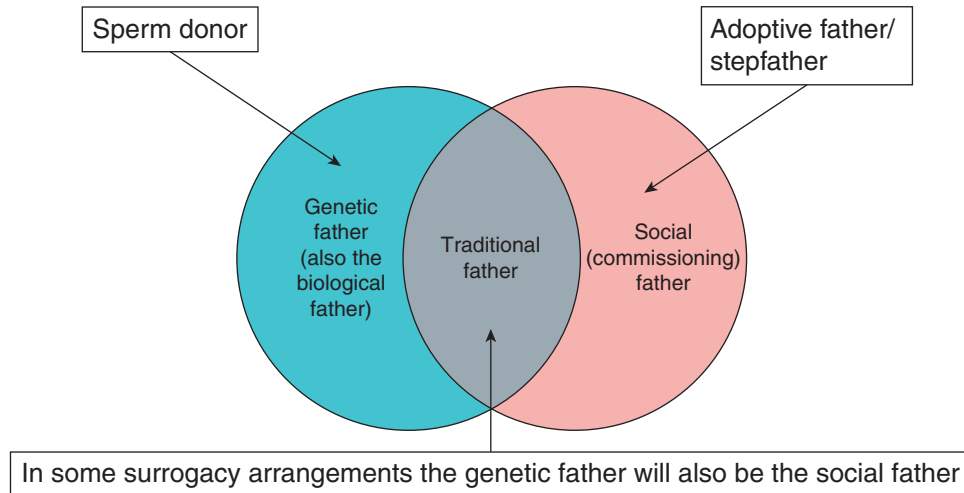 Sperm donor
Adoptive father/
stepfather
Genetic
father
(also the
biological
father)
Traditional
father
Social
(commissioning)
father
In some surrogacy arrangements the genetic father will also be the social father